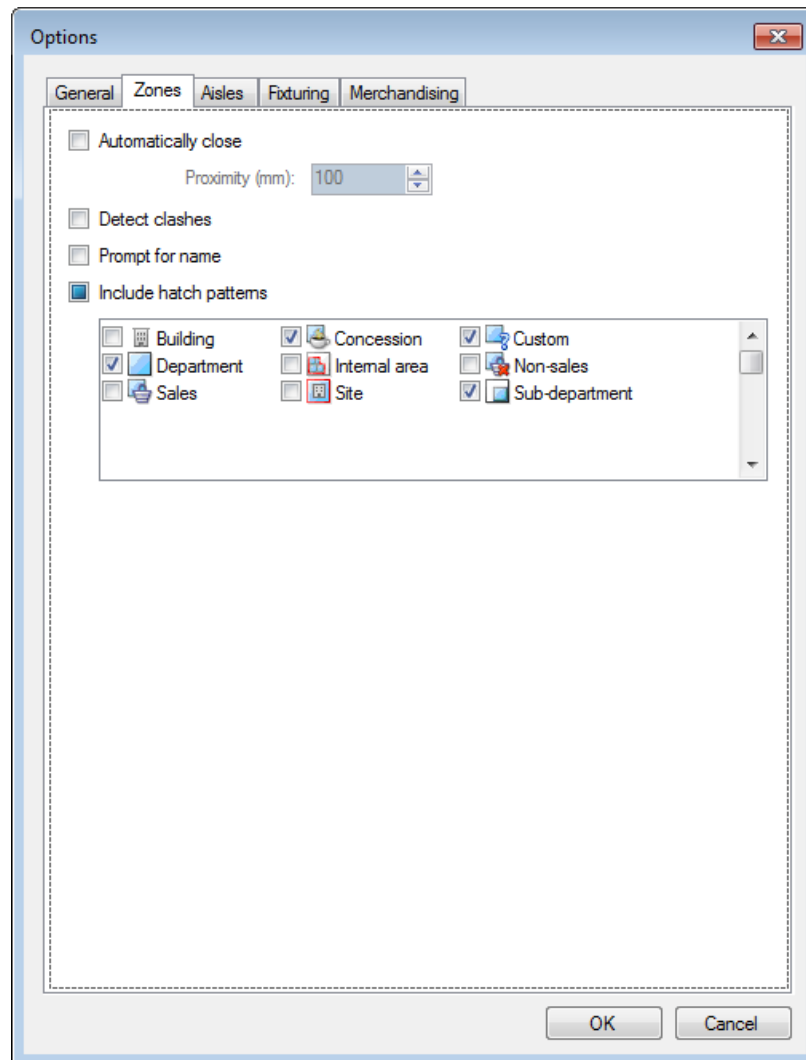 Options
General Zones Aisles Fixturing Merchandising
Automatically close
Proximity (mm): 100
Detect clashes
Prompt for name
Include hatch patterns
Building Concession Custom
Department Internal area Non-sales
Sales Site Sub-department
OK Cancel